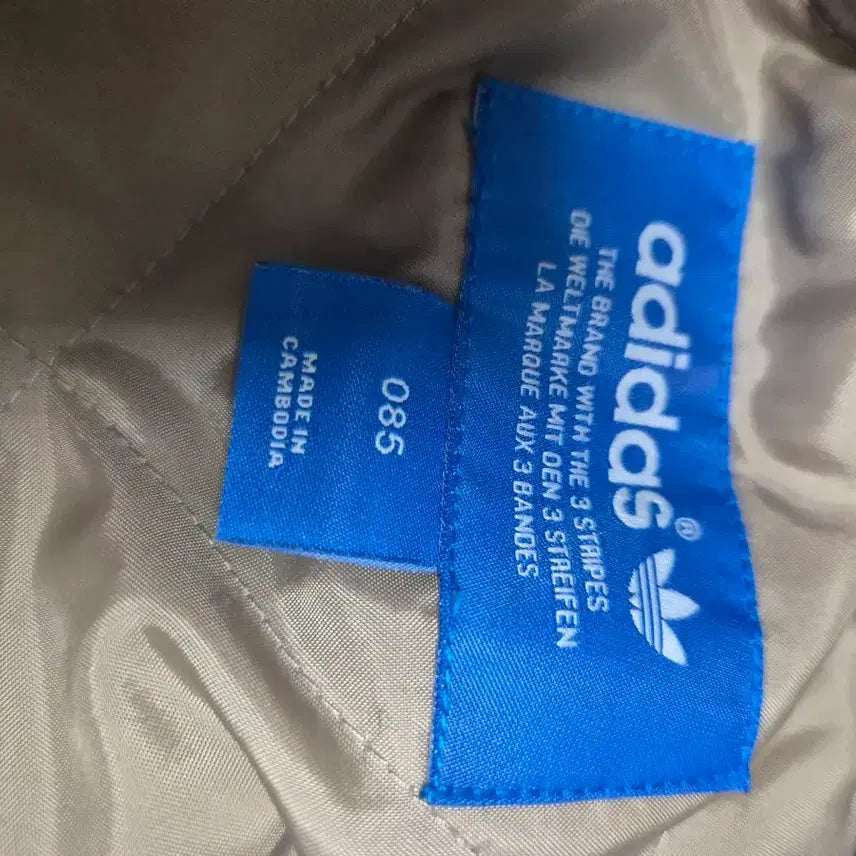 adidas®
THE BRAND WITH THE 3 STRIPES
DIE WELTMARKE MIT DEN 3 STREIFEN
LA MARQUE AUX 3 BANDES
085
MADE IN
CAMBODIA